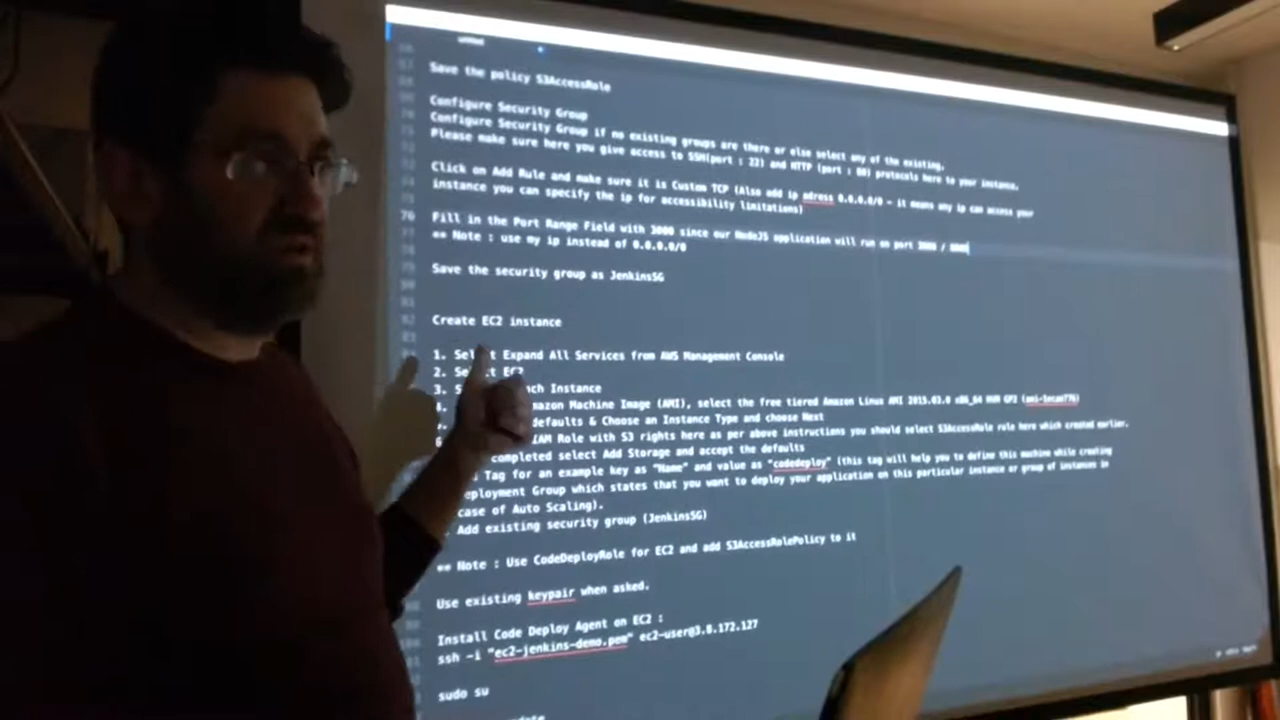 Save the policy S3AccessRole
Configure Security Group
Configure Security Group if no existing groups are there or else select any of the existing.
Please make sure here you give access to SSH(port : 22) and HTTP (port : 80) protocols here to your instance.
Click on Add Rule and make sure it is Custom TCP (Also add ip adress 0.0.0.0/0 – it means any ip can access your
instance you can specify the ip for accessibility limitations)
Fill in the Port Range Field with 3000 since our NodeJS application will run on port
** Note : use my ip instead of 0.0.0.0/0
Save the security group as JenkinsSG
Create EC2 instance
1. Select Expand All Services from AWS Management Console
2. Select EC2
3. Instance
Amazon Machine Image (AMI), select the free tiered Amazon Linux AMI 2015.03.0 x86_64 HVM GPI
defaults & Choose an Instance Type and choose Next
IAM Role with S3 rights here as per above instructions you should select S3AccessRole role here which created earlier.
completed select Add Storage and accept the defaults
Tag for an example key as "Name" and value as "codedeploy" (this tag will help you to define this machine while creating
eployment Group which states that you want to deploy your application on this particular instance or group of instances in
case of Auto Scaling).
Add existing security group (JenkinsSG)
** Note : Use CodeDeployRole for EC2 and add S3AccessRolePolicy to it
Use existing keypair when asked.
Install Code Deploy Agent on EC2 :
ssh -i "ec2-jenkins-demo.pem" ec2-user@3.8.172.127
sudo su